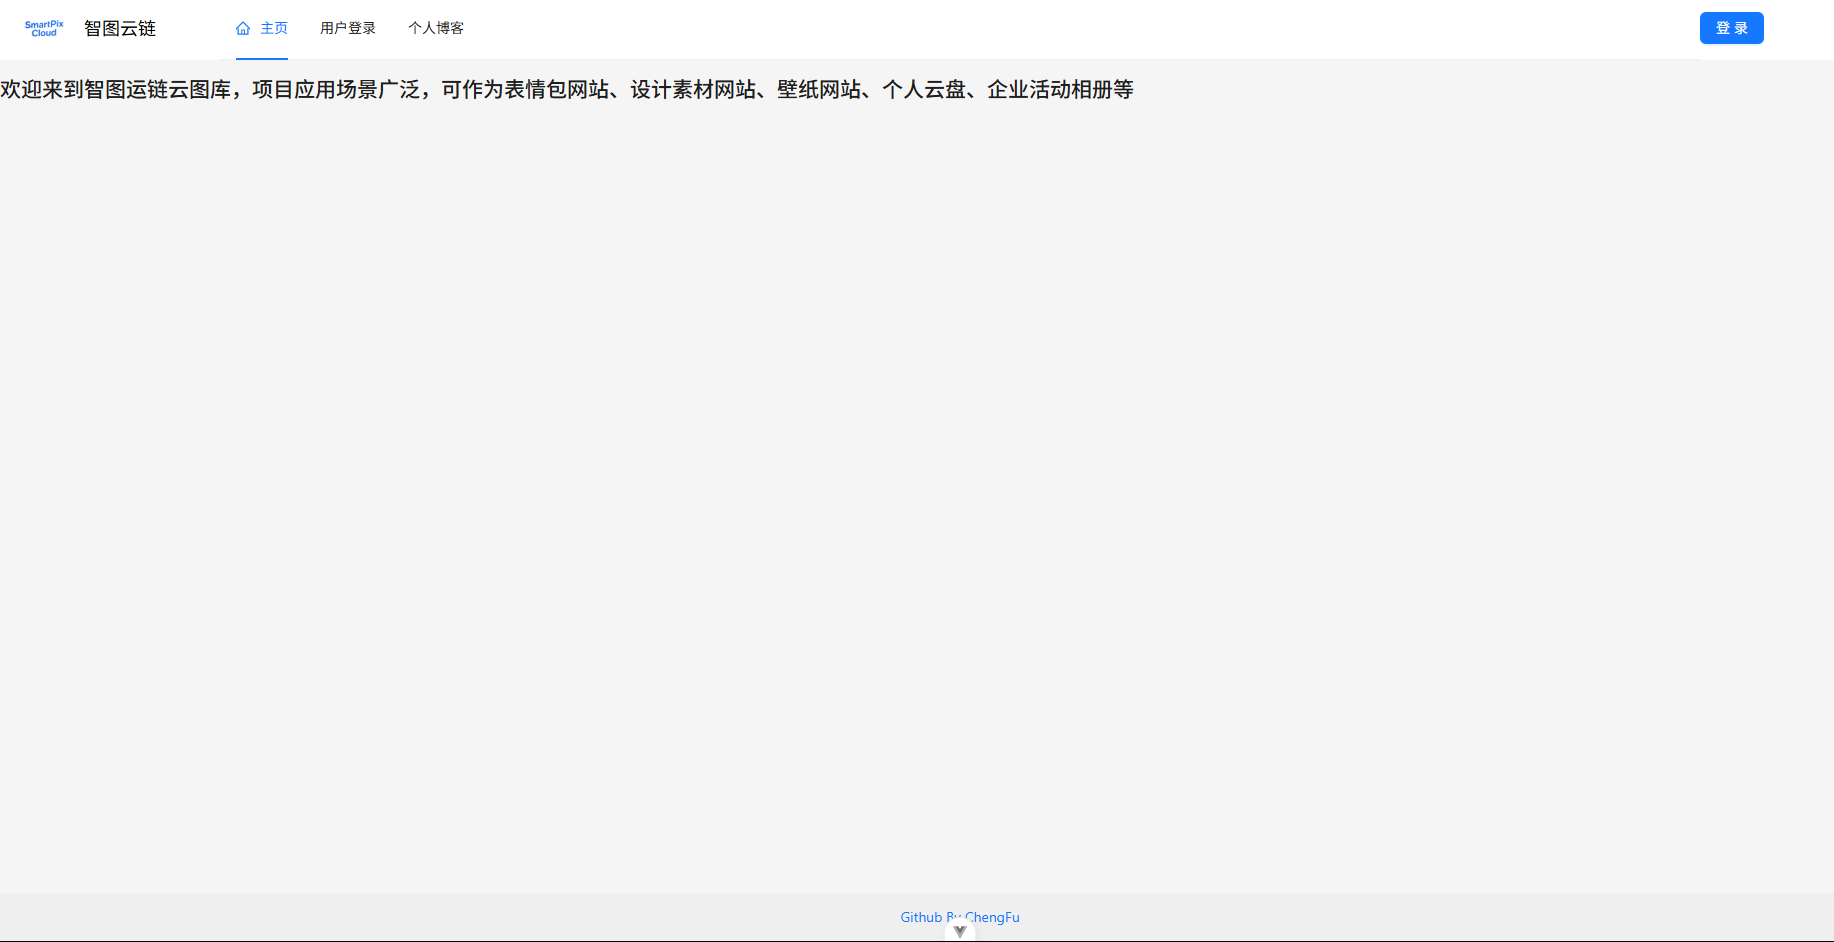 SmartPix
Cloud
智图云链
主页
用户登录
个人博客
登 录
欢迎来到智图运链云图库，项目应用场景广泛，可作为表情包网站、设计素材网站、壁纸网站、个人云盘、企业活动相册等
Github By ChengFu